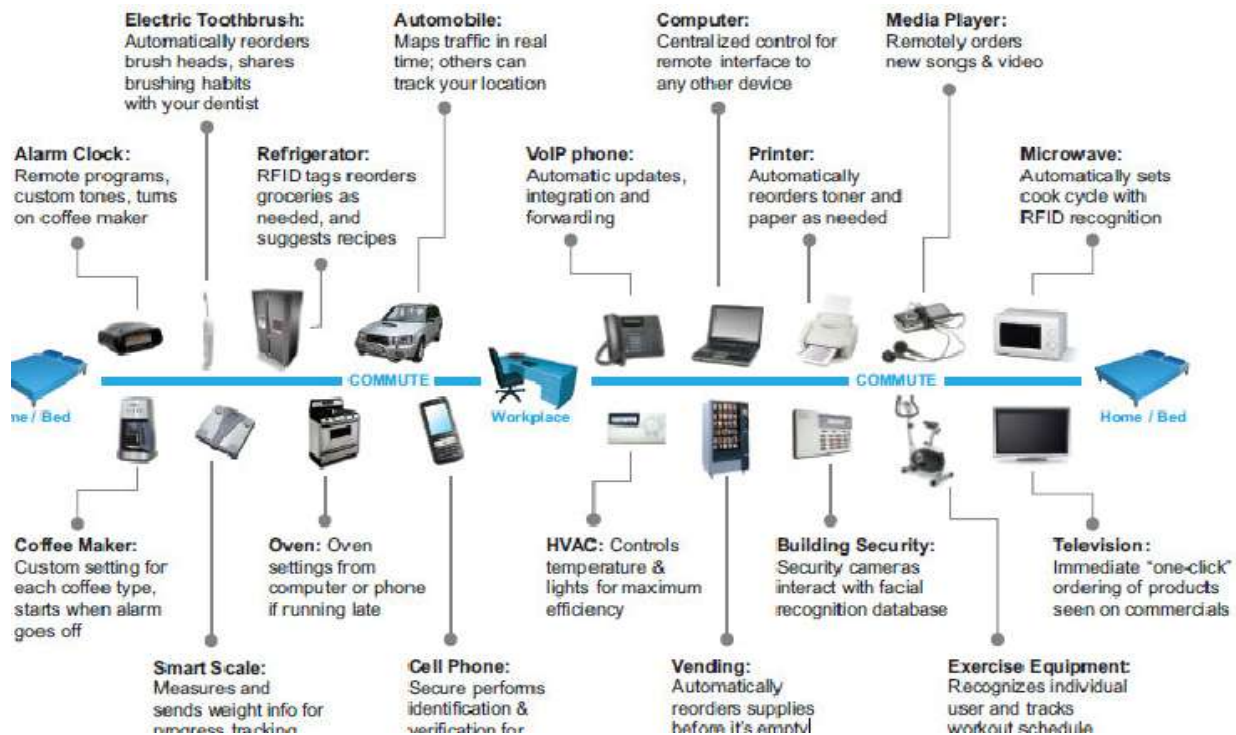 Electric Toothbrush:
Automatically reorders
brush heads, shares
brushing habits
with your dentist
Automobile:
Maps traffic in real
time; others can
track your location
Computer:
Centralized control for
remote interface to
any other device
Media Player:
Remotely orders
new songs & video
Alarm Clock:
Remote programs,
custom tones, turns
on coffee maker
Refrigerator:
RFID tags reorders
groceries as
needed, and
suggests recipes
VoIP phone:
Automatic updates,
integration and
forwarding
Printer:
Automatically
reorders toner and
paper as needed
Microwave:
Automatically sets
cook cycle with
RFID recognition
COMMUTE
COMMUTE
me / Bed
Workplace
Home / Bed
Coffee Maker:
Custom setting for
each coffee type,
starts when alarm
goes off
Oven: Oven
settings from
computer or phone
if running late
HVAC: Controls
temperature &
lights for maximum
efficiency
Building Security:
Security cameras
interact with facial
recognition database
Television:
Immediate "one-click"
ordering of products
seen on commercials
Smart Scale:
Measures and
sends weight info for
progress tracking
Cell Phone:
Secure performs
identification &
verification for
Vending:
Automatically
reorders supplies
before it's empty
Exercise Equipment:
Recognizes individual
user and tracks
workout schedule